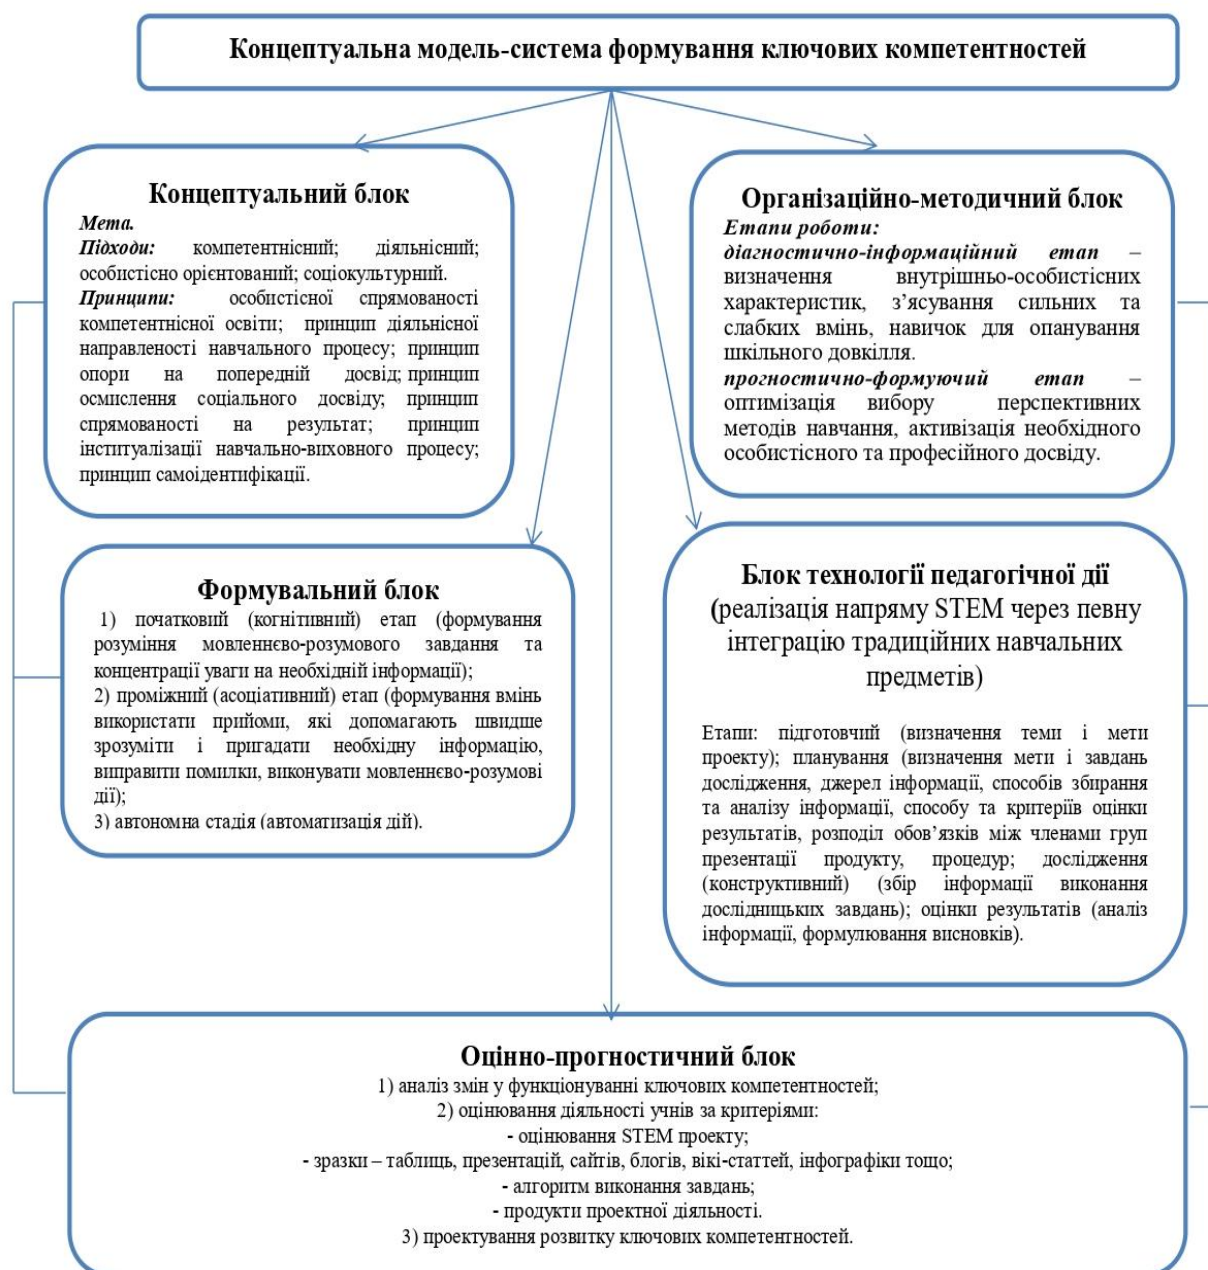 Концептуальна модель-система формування ключових компетентностей
Концептуальний блок
Мета.
Підходи: компетентнісний; діяльнісний;
особистісно орієнтований; соціокультурний.
Принципи: особистісної спрямованості
компетентнісної освіти; принцип діяльнісної
направленості навчального процесу; принцип
опори на попередній досвід; принцип
осмислення соціального досвіду; принцип
спрямованості на результат; принцип
інституалізації навчально-виховного процесу;
принцип самоідентифікації.
Організаційно-методичний блок
Етапи роботи:
діагностично-інформаційний етап –
визначення внутрішньо-особистісних
характеристик, з’ясування сильних та
слабких вмінь, навичок для опанування
шкільного довкілля.
прогностично-формуючий етап –
оптимізація вибору перспективних
методів навчання, активізація необхідного
особистісного та професійного досвіду.
Формувальний блок
1) початковий (когнітивний) етап (формування
розуміння мовленнєво-розумового завдання та
концентрації уваги на необхідній інформації);
2) проміжний (асоціативний) етап (формування вмінь
використати прийоми, які допомагають швидше
зрозуміти і пригадати необхідну інформацію,
виправити помилки, виконувати мовленнєво-розумові
дії);
3) автономна стадія (автоматизація дій).
Блок технології педагогічної дії
(реалізація напряму STEM через певну
інтеграцію традиційних навчальних
предметів)
Етапи: підготовчий (визначення теми і мети
проекту); планування (визначення мети і завдань
дослідження, джерел інформації, способів збирання
та аналізу інформації, способу та критеріїв оцінки
результатів, розподіл обов’язків між членами груп
презентації продукту, процедур; дослідження
(конструктивний) (збір інформації виконання
дослідницьких завдань); оцінки результатів (аналіз
інформації, формулювання висновків).
Оцінно-прогностичний блок
1) аналіз змін у функціонуванні ключових компетентностей;
2) оцінювання діяльності учнів за критеріями:
- оцінювання STEM проекту;
- зразки – таблиць, презентацій, сайтів, блогів, вікі-статтей, інфографіки тощо;
- алгоритм виконання завдань;
- продукти проектної діяльності.
3) проектування розвитку ключових компетентностей.